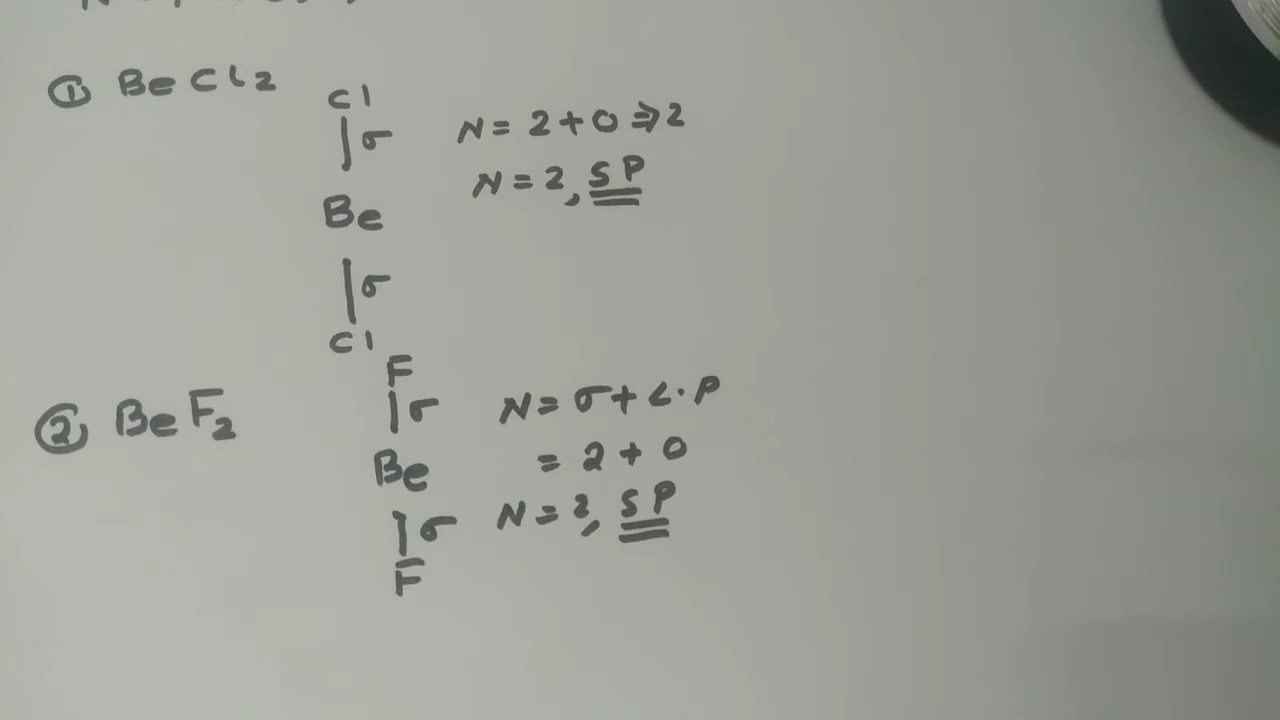 ① BeCl2
Cl
|σ
N = 2 + 0 ⇒ 2
N = 2, SP
Be
|σ
Cl
② BeF2
F
|σ
N = σ + L.P
Be
= 2 + 0
|σ
N = 2, SP
F